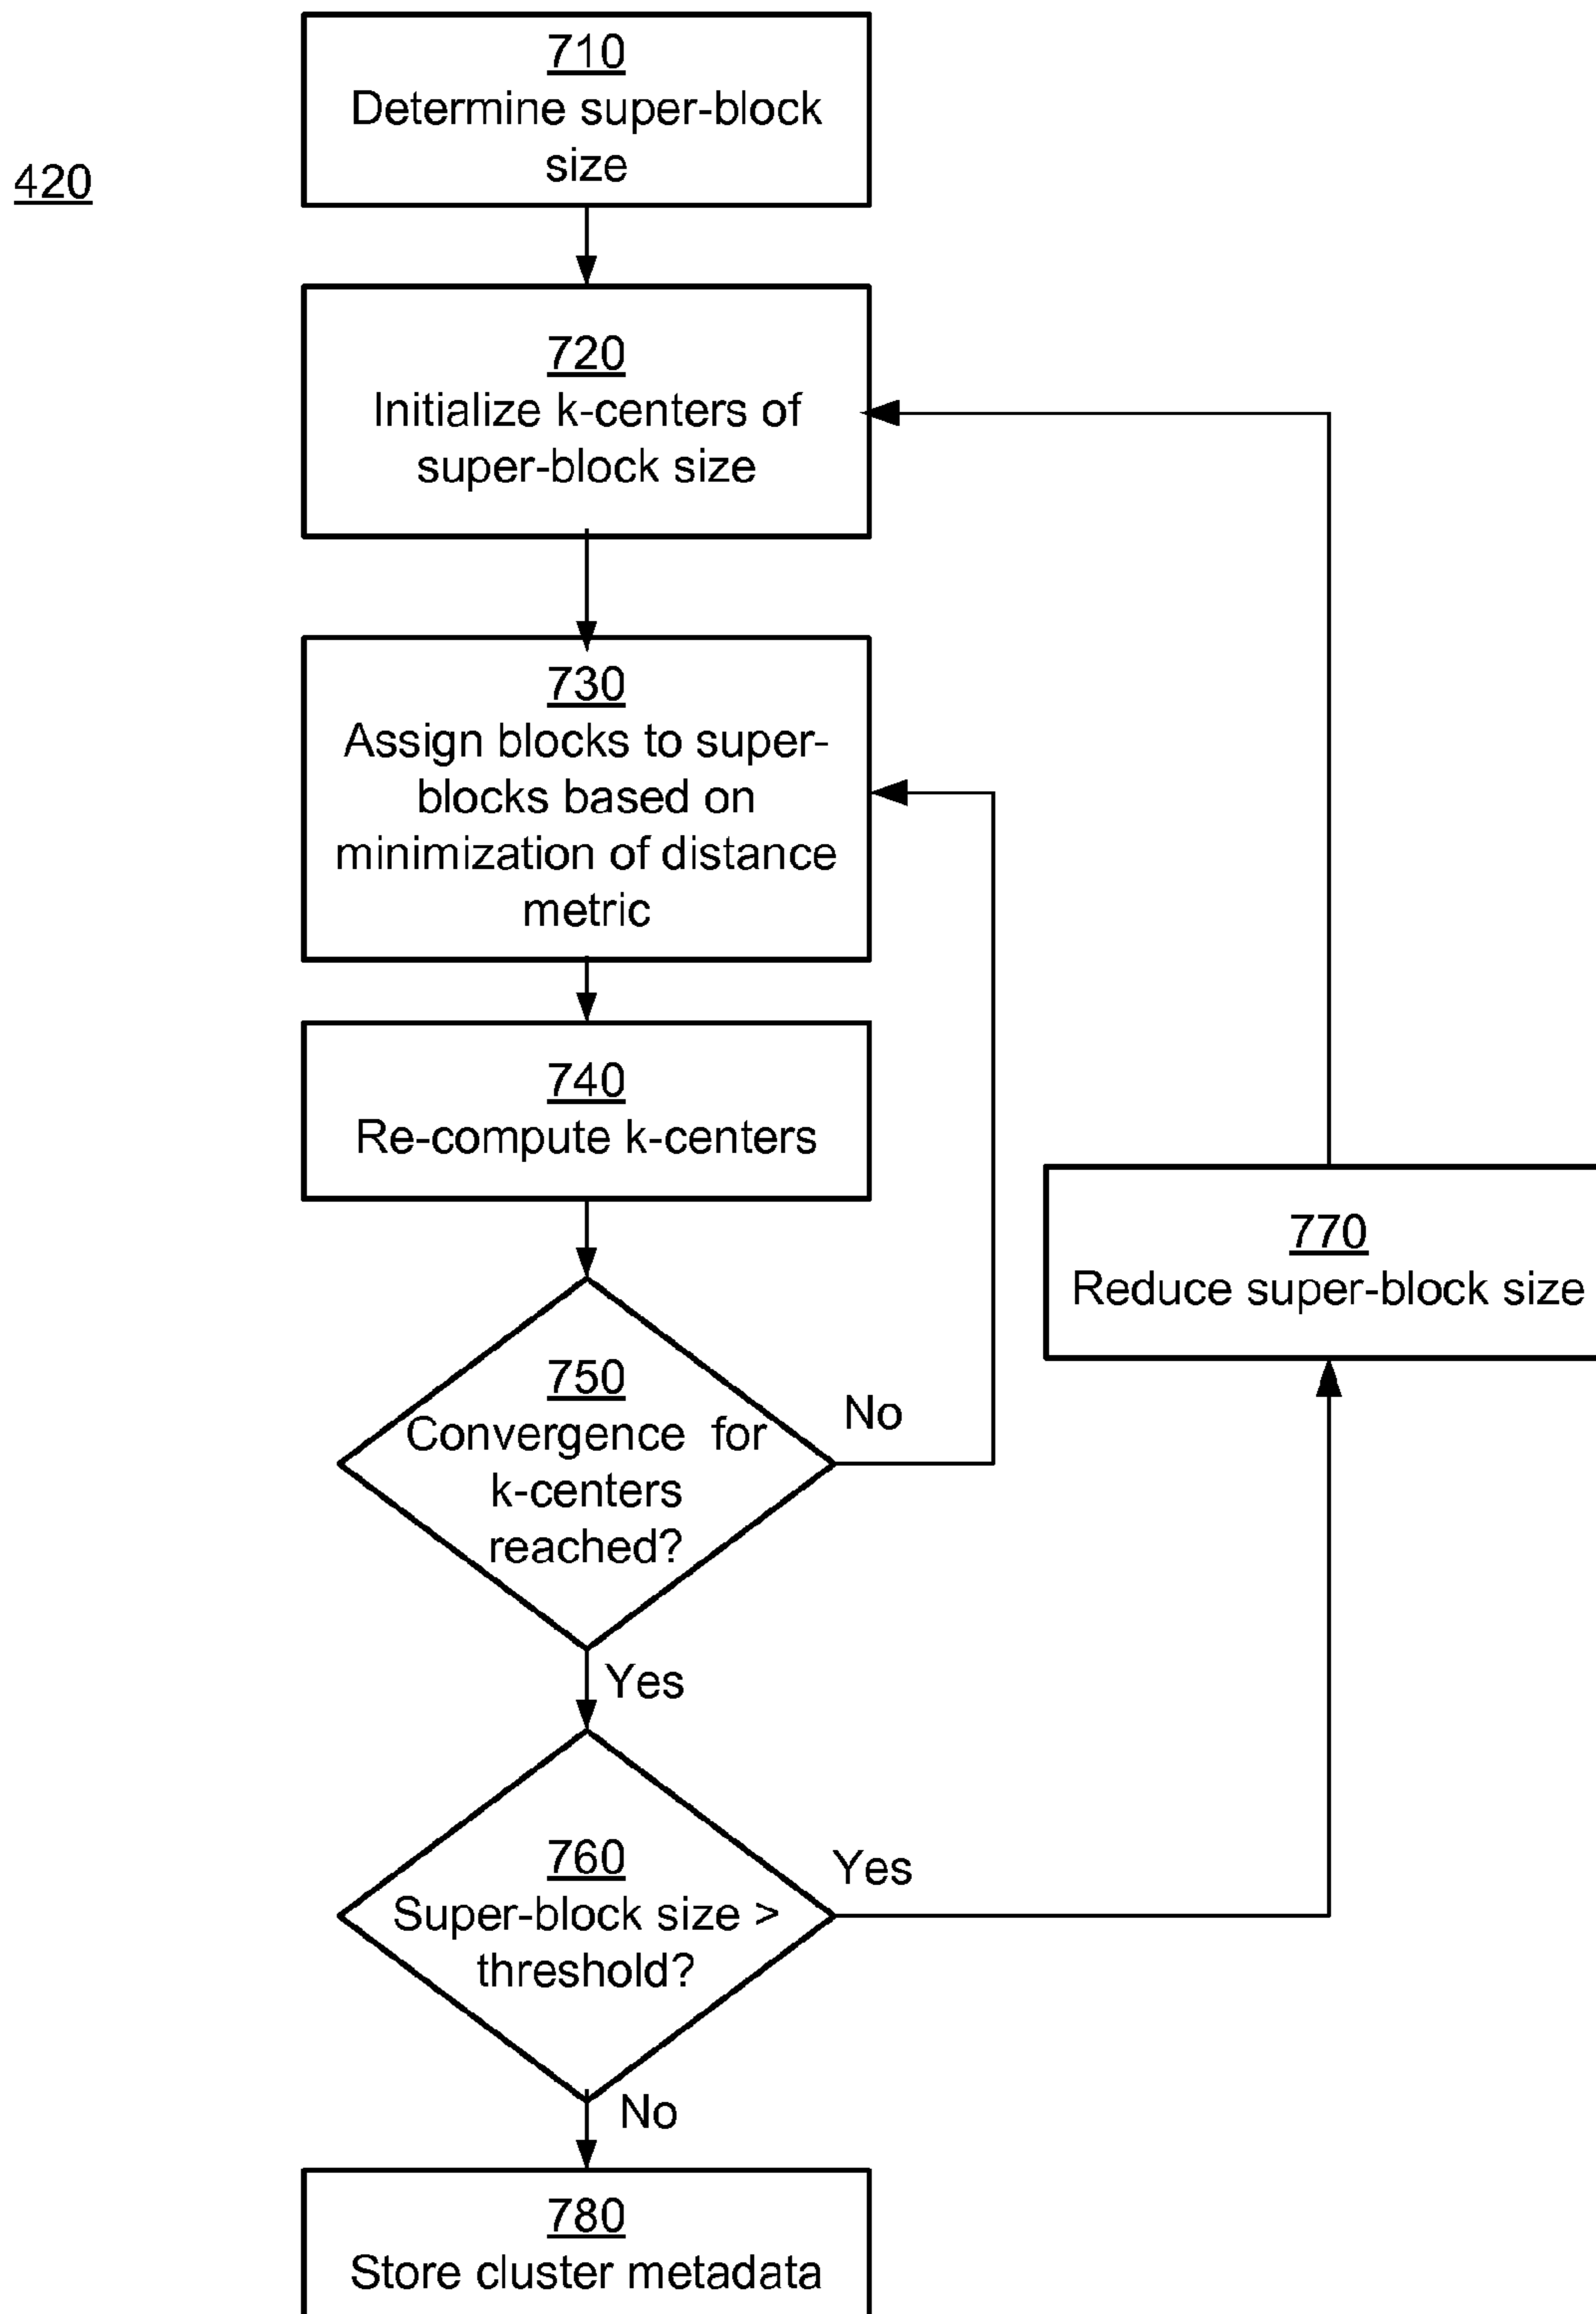 710
Determine super-block
size
420
720
Initialize k-centers of
super-block size
730
Assign blocks to super-
blocks based on
minimization of distance
metric
740
Re-compute k-centers
770
Reduce super-block size
750
Convergence for
k-centers
reached?
No
Yes
760
Super-block size >
threshold?
Yes
No
780
Store cluster metadata